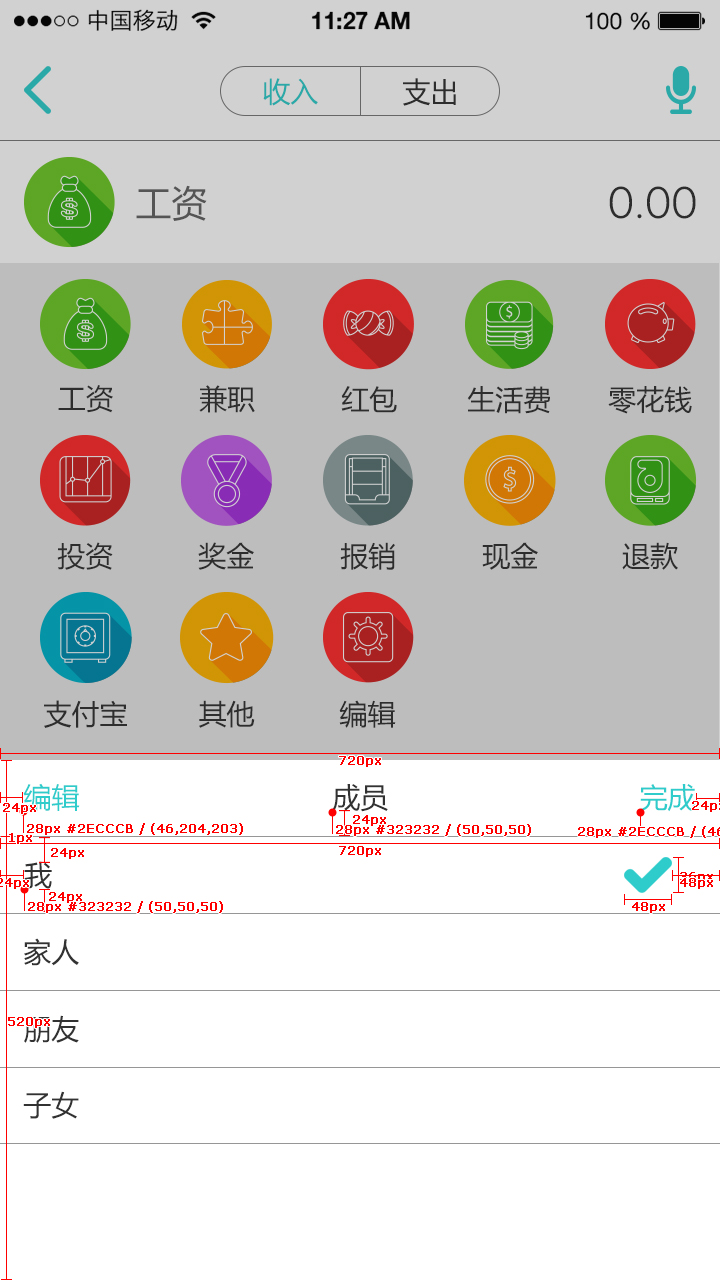 中国移动 11:27 AM 100 %
收入 支出
工资 0.00
工资 兼职 红包 生活费 零花钱
投资 奖金 报销 现金 退款
支付宝 其他 编辑
720px
编辑 成员 完成
24px 24px 24px
28px #2ECCCB / (46,204,203) 28px #323232 / (50,50,50) 28px #2ECCCB / (46
1px
24px 720px
我
24px 24px 48px
28px #323232 / (50,50,50) 48px
家人
520px
朋友
子女